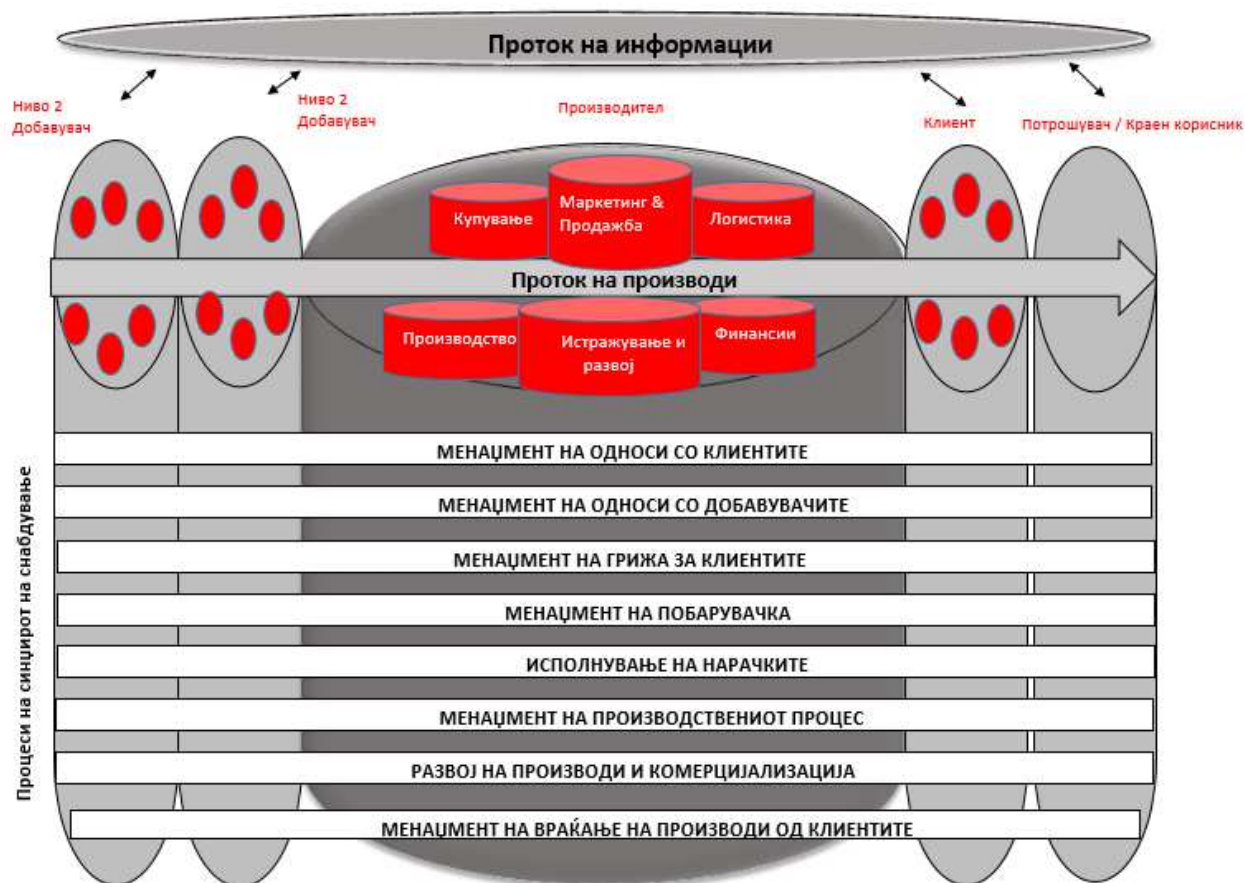 Проток на информации
Ниво 2
Добавувач
Ниво 2
Добавувач
Производител
Клиент
Потрошувач / Краен корисник
Купување
Маркетинг &
Продажба
Логистика
Проток на производи
Производство
Истражување и
развој
Финансии
Процеси на синџирот на снабдување
МЕНАЏМЕНТ НА ОДНОСИ СО КЛИЕНТИТЕ
МЕНАЏМЕНТ НА ОДНОСИ СО ДОБАВУВАЧИТЕ
МЕНАЏМЕНТ НА ГРИЖА ЗА КЛИЕНТИТЕ
МЕНАЏМЕНТ НА ПОБАРУВАЧКА
ИСПОЛНУВАЊЕ НА НАРАЧКИТЕ
МЕНАЏМЕНТ НА ПРОИЗВОДСТВЕНИОТ ПРОЦЕС
РАЗВОЈ НА ПРОИЗВОДИ И КОМЕРЦИЈАЛИЗАЦИЈА
МЕНАЏМЕНТ НА ВРАЌАЊЕ НА ПРОИЗВОДИ ОД КЛИЕНТИТЕ